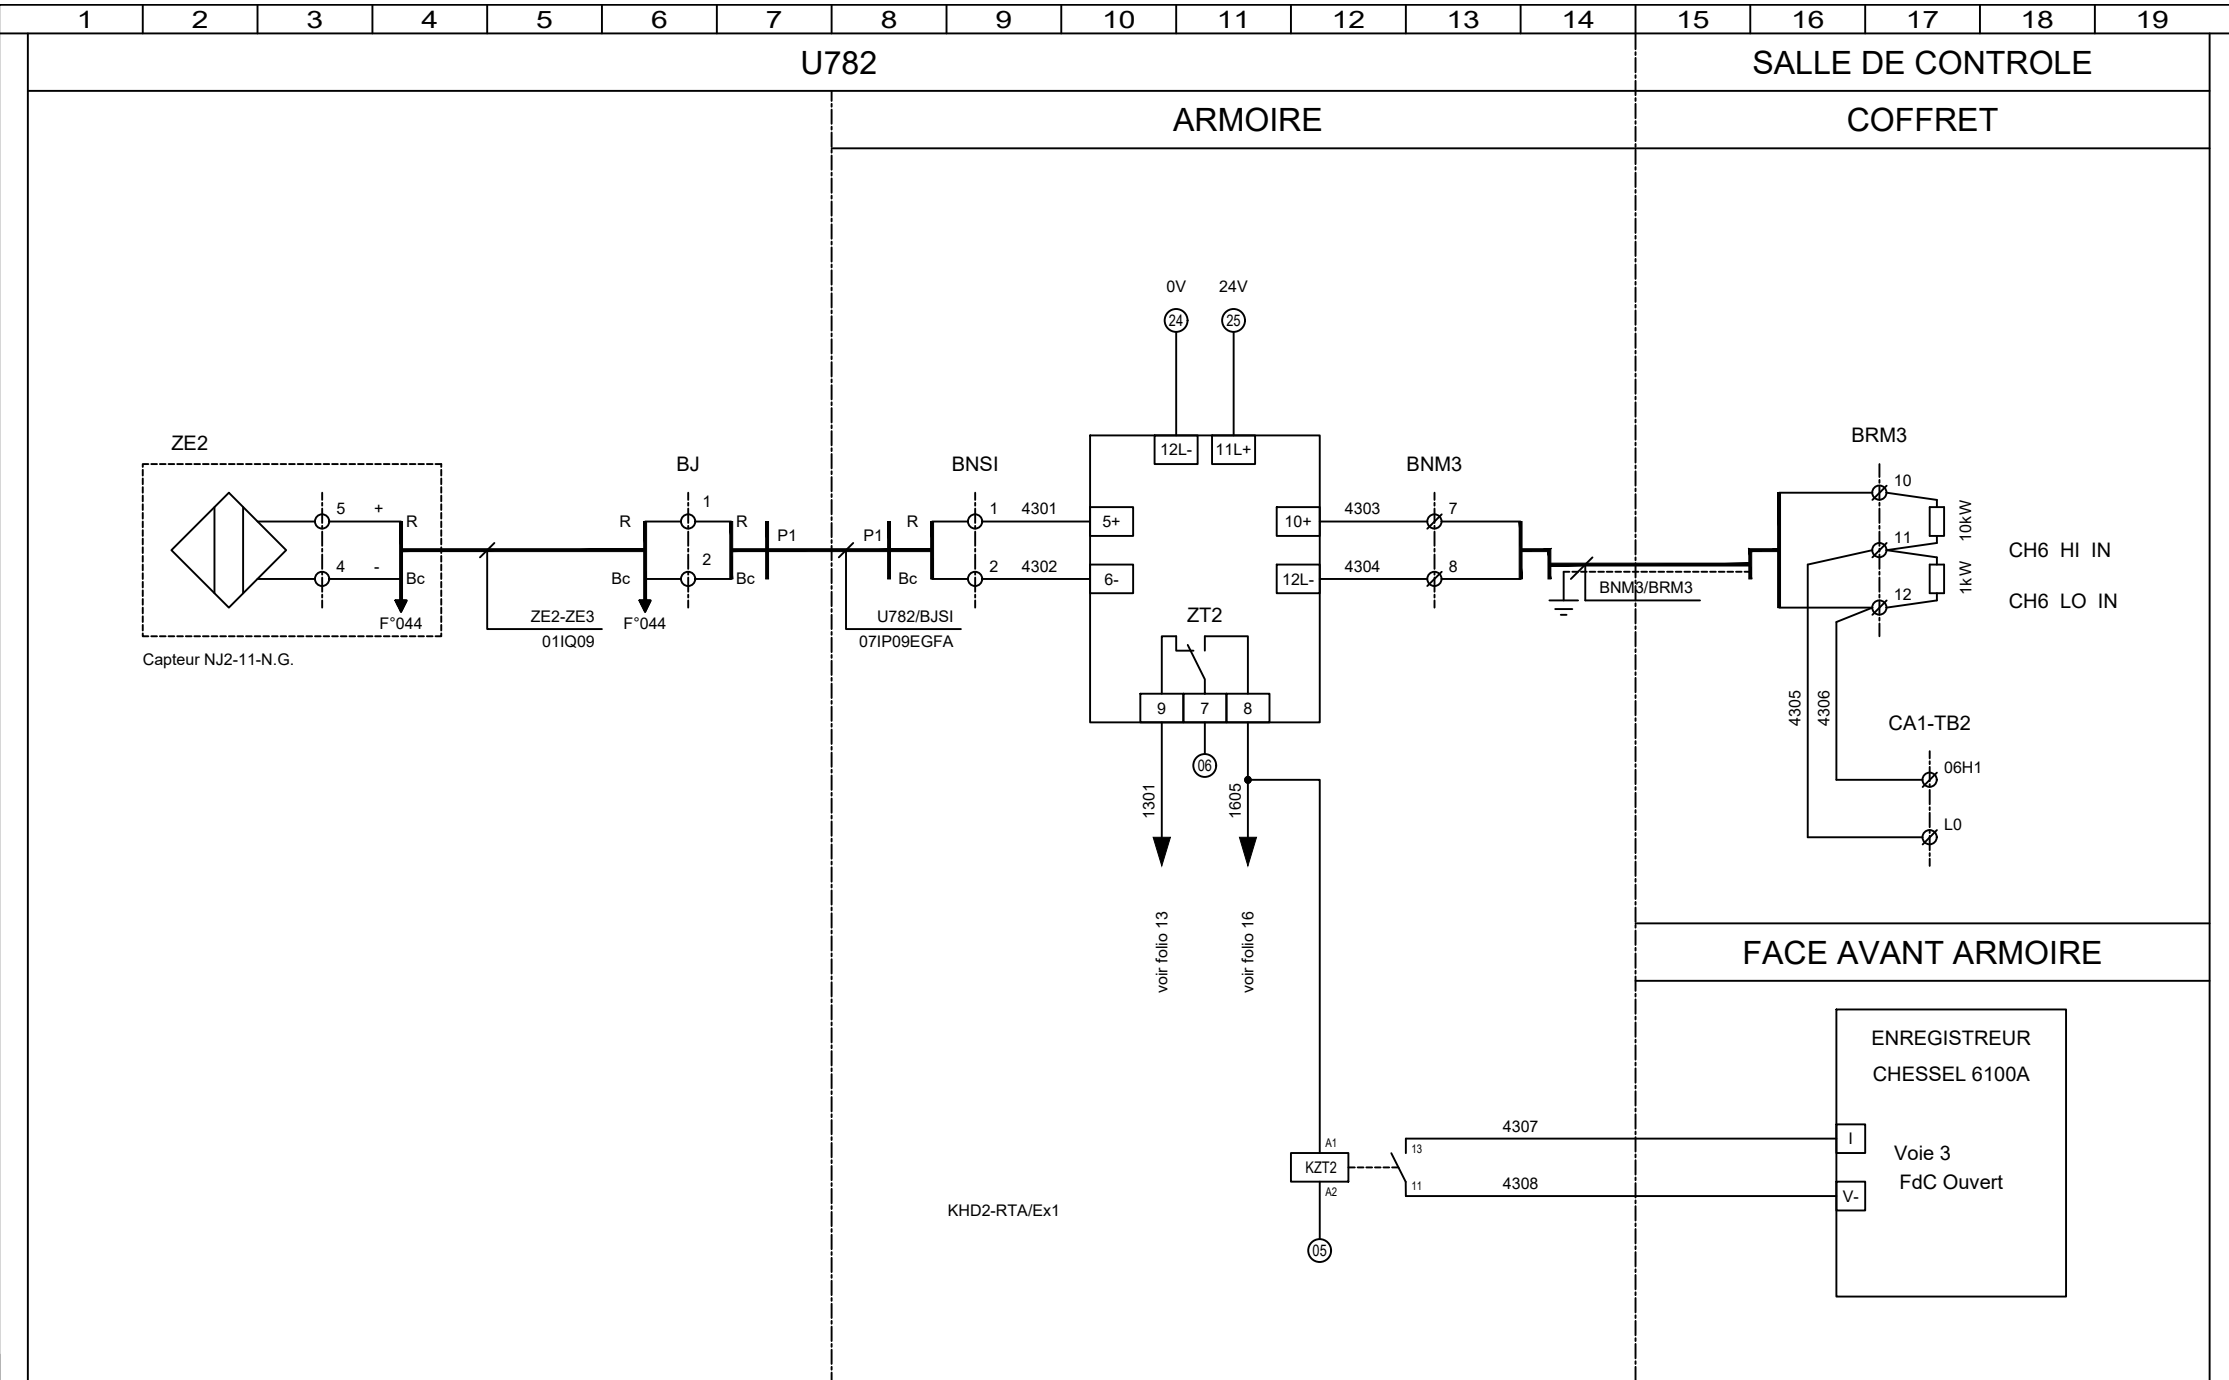 1 2 3 4 5 6 7 8 9 10 11 12 13 14 15 16 17 18 19
U782
SALLE DE CONTROLE
ARMOIRE
COFFRET
0V 24V
24 25
ZE2
BJ
BNSI
12L- 11L+
BNM3
BRM3
5 +
R
4 -
Bc
F°044
Capteur NJ2-11-N.G.
ZE2-ZE3
01IQ09
R
1
R
Bc
2
Bc
F°044
P1
P1
R
Bc
U782/BJSI
07IP09EGFA
1 4301
2 4302
5+
6-
10+
12L-
ZT2
9 7 8
06
1301
1605
voir folio 13
voir folio 16
4303 7
4304 8
BNM3/BRM3
10
11
12
10kW
1kW
CH6 HI IN
CH6 LO IN
4305
4306
CA1-TB2
06H1
L0
FACE AVANT ARMOIRE
ENREGISTREUR
CHESSEL 6100A
I
V-
Voie 3
FdC Ouvert
4307
4308
A1
KZT2
A2
13
11
05
KHD2-RTA/Ex1